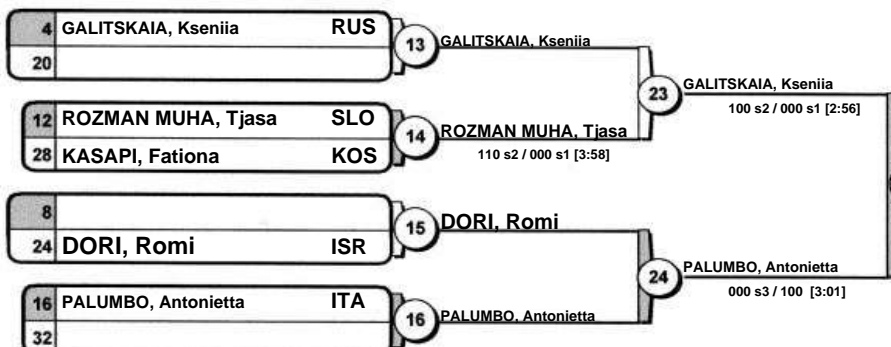 4 GALITSKAIA, Kseniia RUS
20
13 GALITSKAIA, Kseniia
12 ROZMAN MUHA, Tjasa SLO
28 KASAPI, Fationa KOS
14 ROZMAN MUHA, Tjasa
110 s2 / 000 s1 [3:58]
23 GALITSKAIA, Kseniia
100 s2 / 000 s1 [2:56]
8
24 DORI, Romi ISR
15 DORI, Romi
16 PALUMBO, Antonietta ITA
32
16 PALUMBO, Antonietta
24 PALUMBO, Antonietta
000 s3 / 100 [3:01]